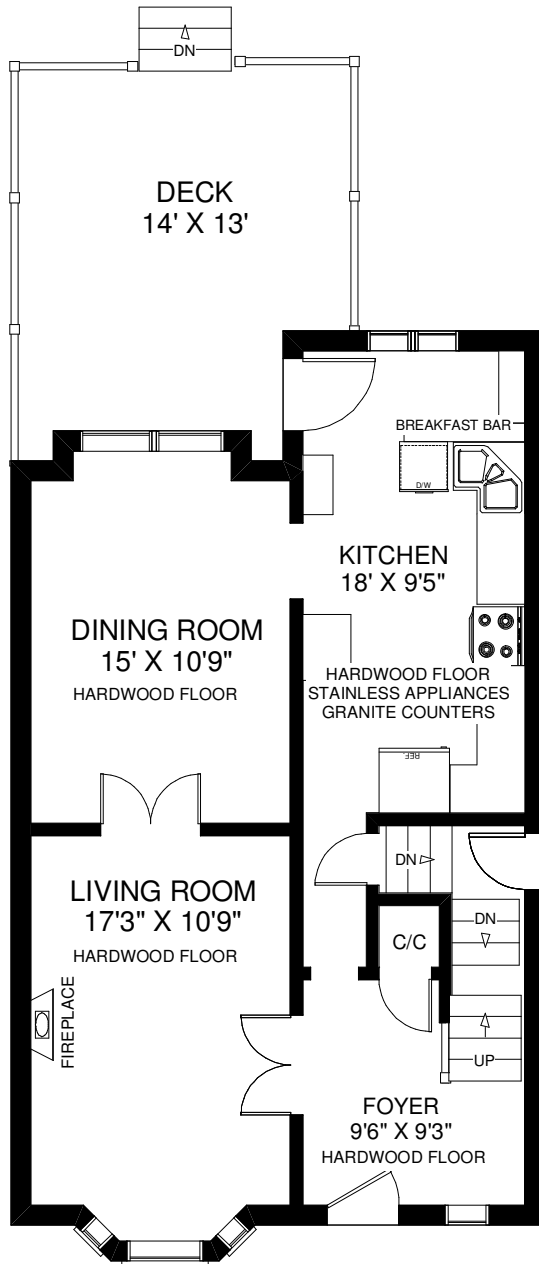 DN
DECK
14' X 13'
BREAKFAST BAR
D/W
KITCHEN
18' X 9'5"
DINING ROOM
15' X 10'9"
HARDWOOD FLOOR
HARDWOOD FLOOR
STAINLESS APPLIANCES
GRANITE COUNTERS
REF.
DN
LIVING ROOM
17'3" X 10'9"
HARDWOOD FLOOR
DN
C/C
FIREPLACE
UP
FOYER
9'6" X 9'3"
HARDWOOD FLOOR